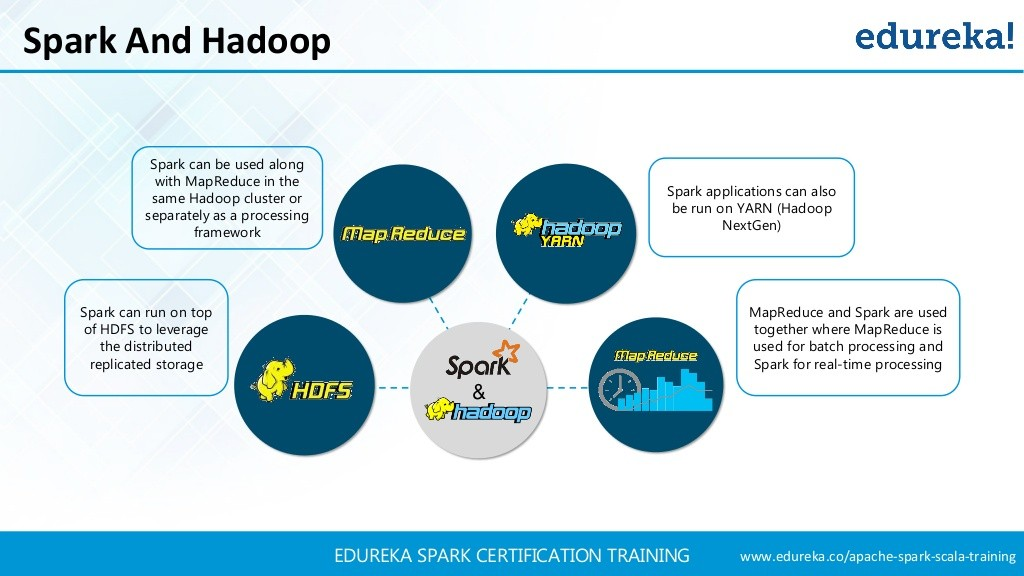 Spark And Hadoop
edureka!
Spark can be used along
with MapReduce in the
same Hadoop cluster or
separately as a processing
framework
Map Reduce
hadoop
YARN
Spark applications can also
be run on YARN (Hadoop
NextGen)
Spark can run on top
of HDFS to leverage
the distributed
replicated storage
HDFS
Spark
&
hadoop
Map Reduce
MapReduce and Spark are used
together where MapReduce is
used for batch processing and
Spark for real-time processing
EDUREKA SPARK CERTIFICATION TRAINING
www.edureka.co/apache-spark-scala-training